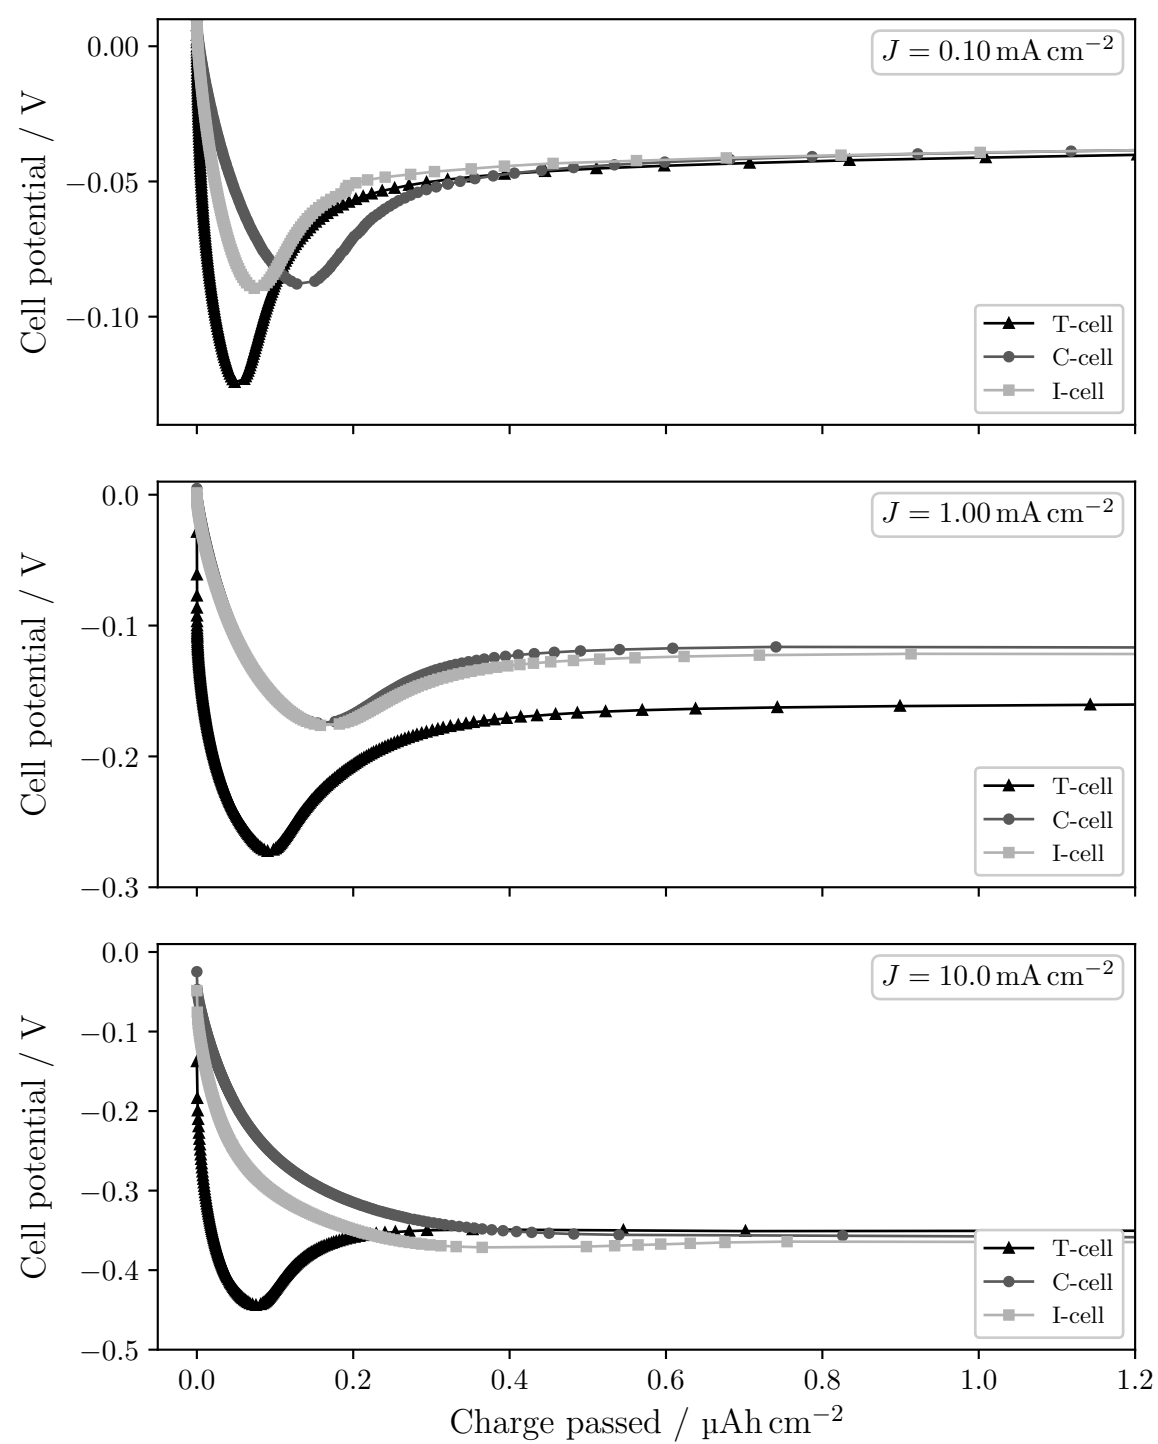 Cell potential / V
0.00
−0.05
−0.10
J = 0.10 mA cm−2
T-cell
C-cell
I-cell
Cell potential / V
0.0
−0.1
−0.2
−0.3
J = 1.00 mA cm−2
T-cell
C-cell
I-cell
Cell potential / V
0.0
−0.1
−0.2
−0.3
−0.4
−0.5
J = 10.0 mA cm−2
T-cell
C-cell
I-cell
0.0 0.2 0.4 0.6 0.8 1.0 1.2
Charge passed / µAh cm−2